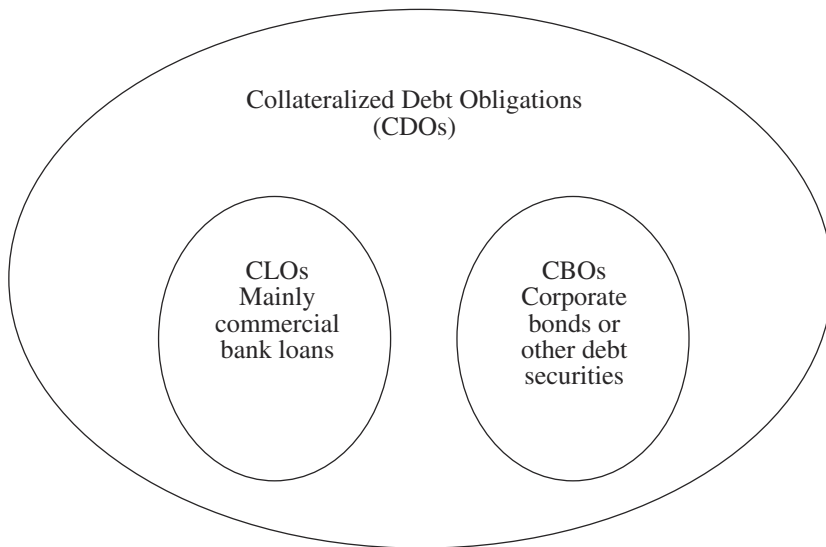 Collateralized Debt Obligations
(CDOs)
CLOs
Mainly
commercial
bank loans
CBOs
Corporate
bonds or
other debt
securities